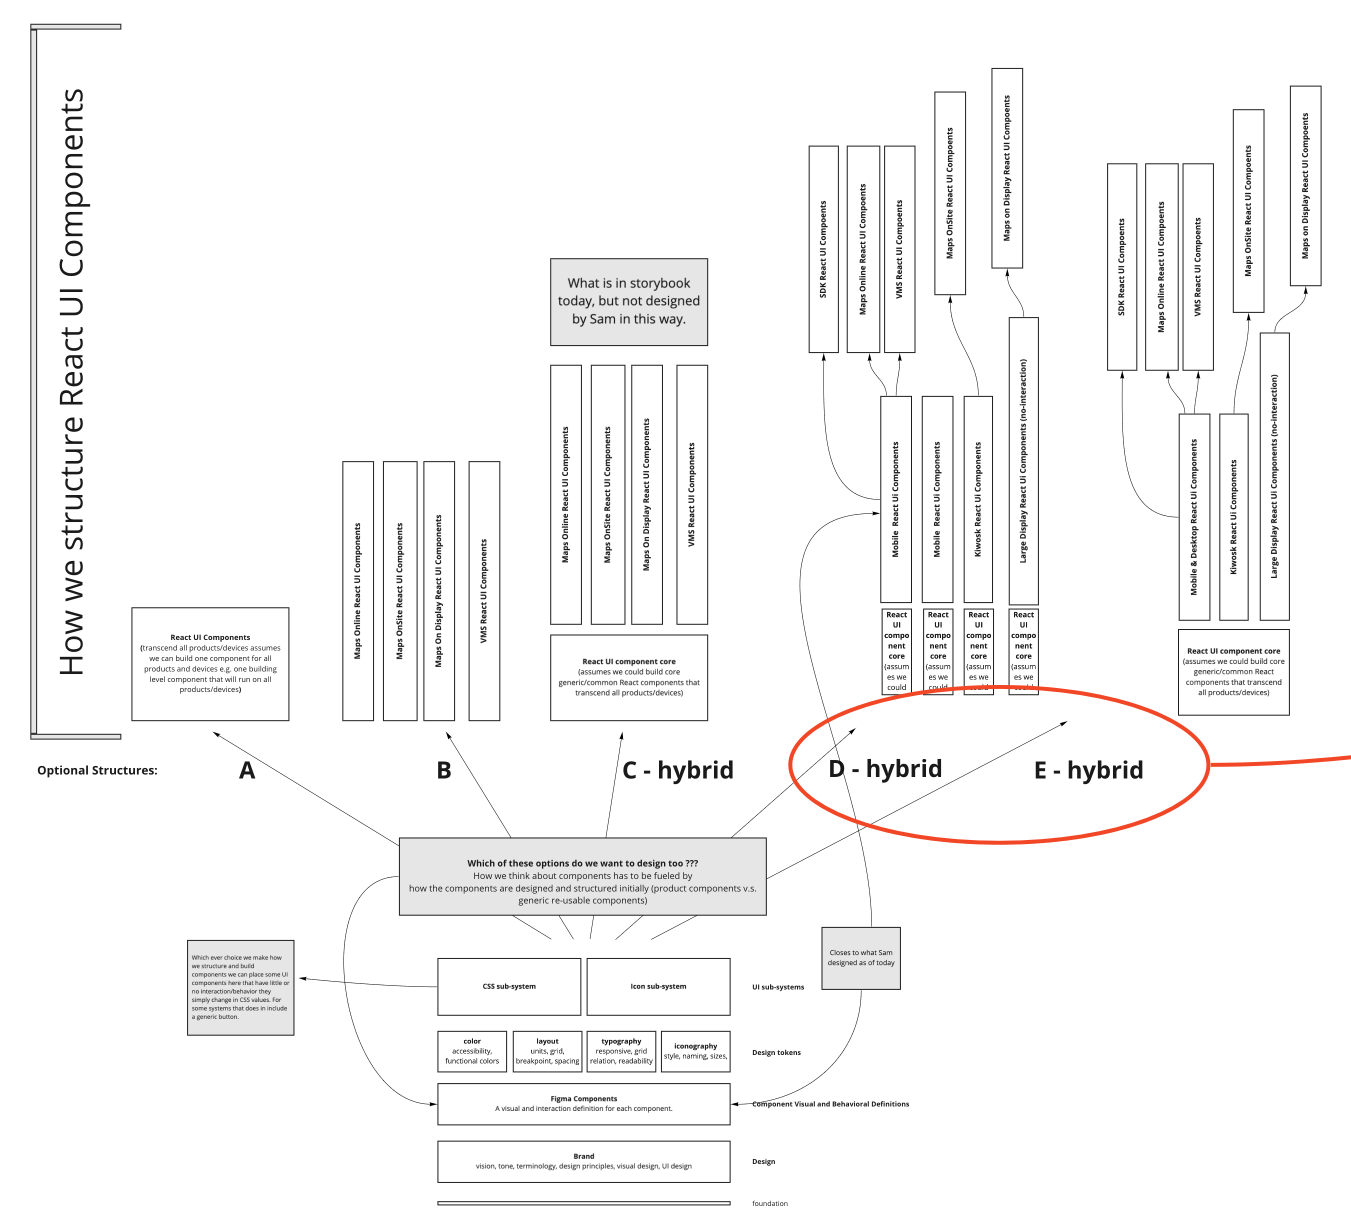 How we structure React UI Components
What is in storybook
today, but not designed
by Sam in this way.
React UI Components
(transcend all products/devices assumes
we can build one component for all
products and devices e.g. one building
level component that will run on all
products/devices)
Maps Online React UI Components
Maps OnSite React UI Components
Maps On Display React UI Components
VMS React UI Components
Maps Online React UI Components
Maps OnSite React UI Components
Maps On Display React UI Components
VMS React UI Components
React UI component core
(assumes we could build core
generic/common React components that
transcend all products/devices)
SDK React UI Compoents
Maps Online React UI Compoents
VMS React UI Compoents
Maps OnSite React UI Compoents
Maps on Display React UI Compoents
Mobile  React Ui Components
Mobile  React Ui Components
Kiwosk React Ui Components
Large Display React UI Components (no-interaction)
React
UI
compo
nent
core
(assum
es we
could
React
UI
compo
nent
core
(assum
es we
could
React
UI
compo
nent
core
(assum
es we
could
React
UI
compo
nent
core
(assum
es we
could
SDK React UI Compoents
Maps Online React UI Compoents
VMS React UI Compoents
Maps OnSite React UI Compoents
Maps on Display React UI Compoents
Mobile & Desktop React UI Components
Kiwosk React Ui Components
Large Display React UI Components (no-interaction)
React UI component core
(assumes we could build core
generic/common React
components that transcend
all products/devices)
Optional Structures:
A
B
C - hybrid
D - hybrid
E - hybrid
Which of these options do we want to design too ???
How we think about components has to be fueled by
how the components are designed and structured initially (product components v.s.
generic re-usable components)
Which ever choice we make how
we structure and build
components we can place some UI
components here that have little or
no interaction/behavior they
simply change in CSS values. For
some systems that does in include
a generic button.
Closes to what Sam
designed as of today
CSS sub-system
Icon sub-system
UI sub-systems
color
accessibility,
functional colors
layout
units, grid,
breakpoint, spacing
typography
responsive, grid
relation, readability
iconography
style, naming, sizes,
Design tokens
Figma Components
A visual and interaction definition for each component.
Component Visual and Behavioral Definitions
Brand
vision, tone, terminology, design principles, visual design, UI design
Design
foundation